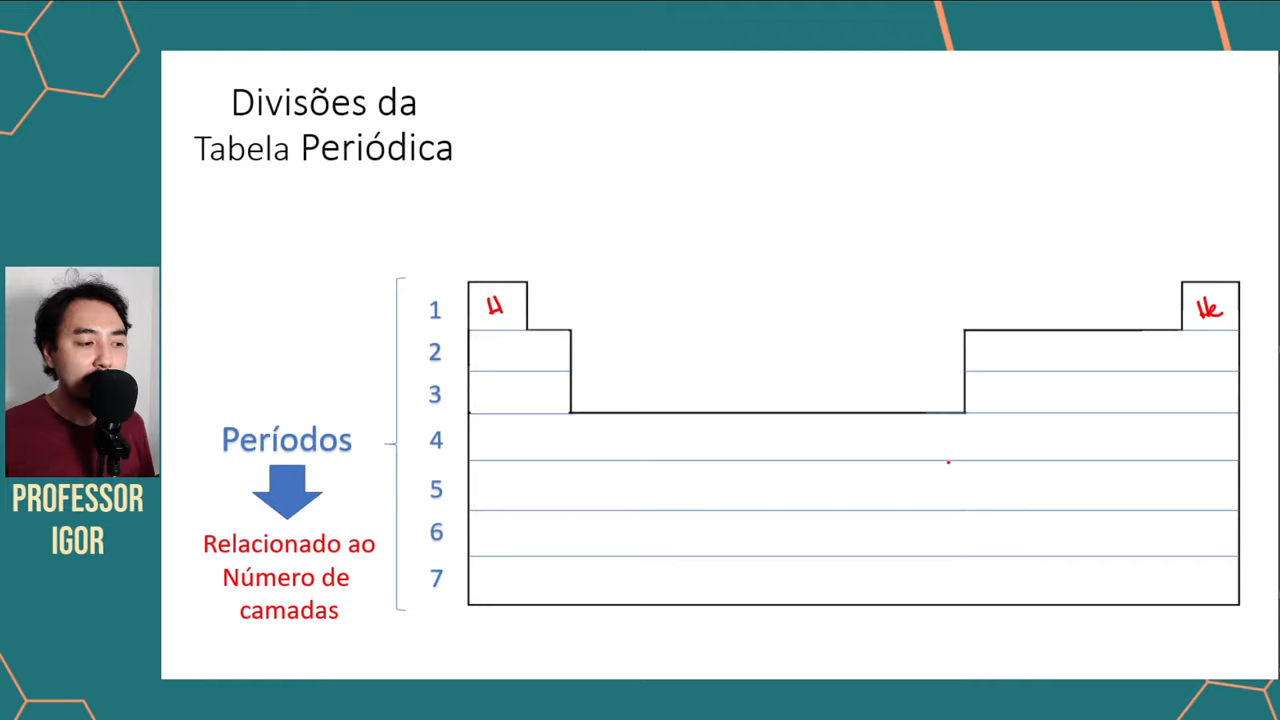 Divisões da
Tabela Periódica
1
H
He
2
3
4
5
6
7
Períodos
Relacionado ao
Número de
camadas
PROFESSOR
IGOR